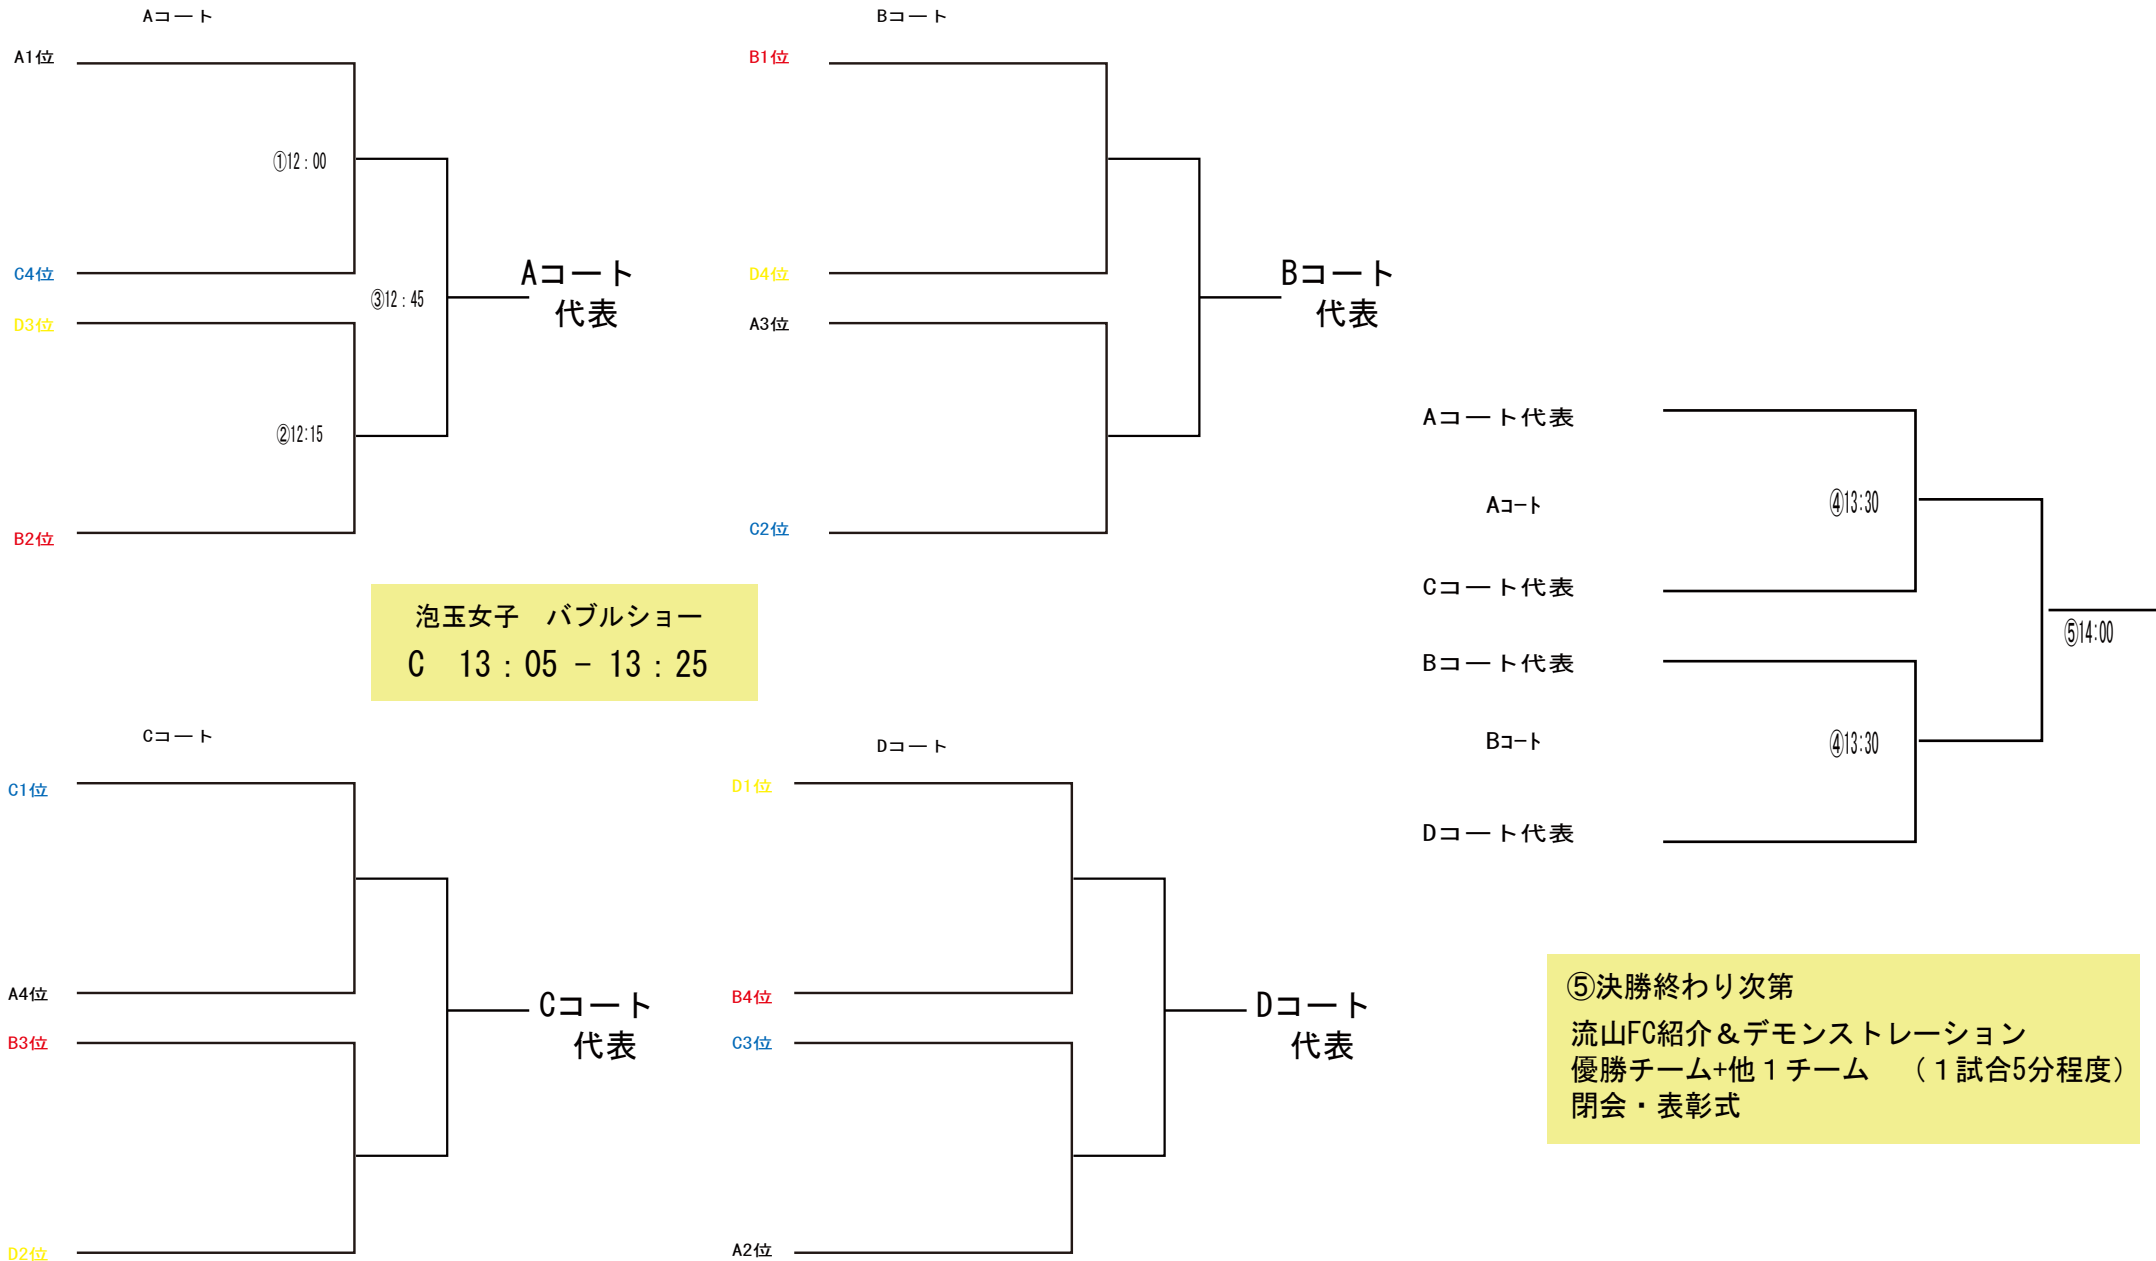 Aコート
A1位
①12：00
C4位
③12：45
Aコート
代表
D3位
②12:15
B2位
Bコート
B1位
D4位
Bコート
代表
A3位
C2位
泡玉女子　バブルショー
C　13：05 － 13：25
Cコート
C1位
A4位
Cコート
代表
B3位
D2位
Dコート
D1位
B4位
Dコート
代表
C3位
A2位
Aコート代表
Aコート
④13:30
Cコート代表
⑤14:00
Bコート代表
Bコート
④13:30
Dコート代表
⑤決勝終わり次第
流山FC紹介＆デモンストレーション
優勝チーム+他１チーム　（１試合5分程度）
閉会・表彰式